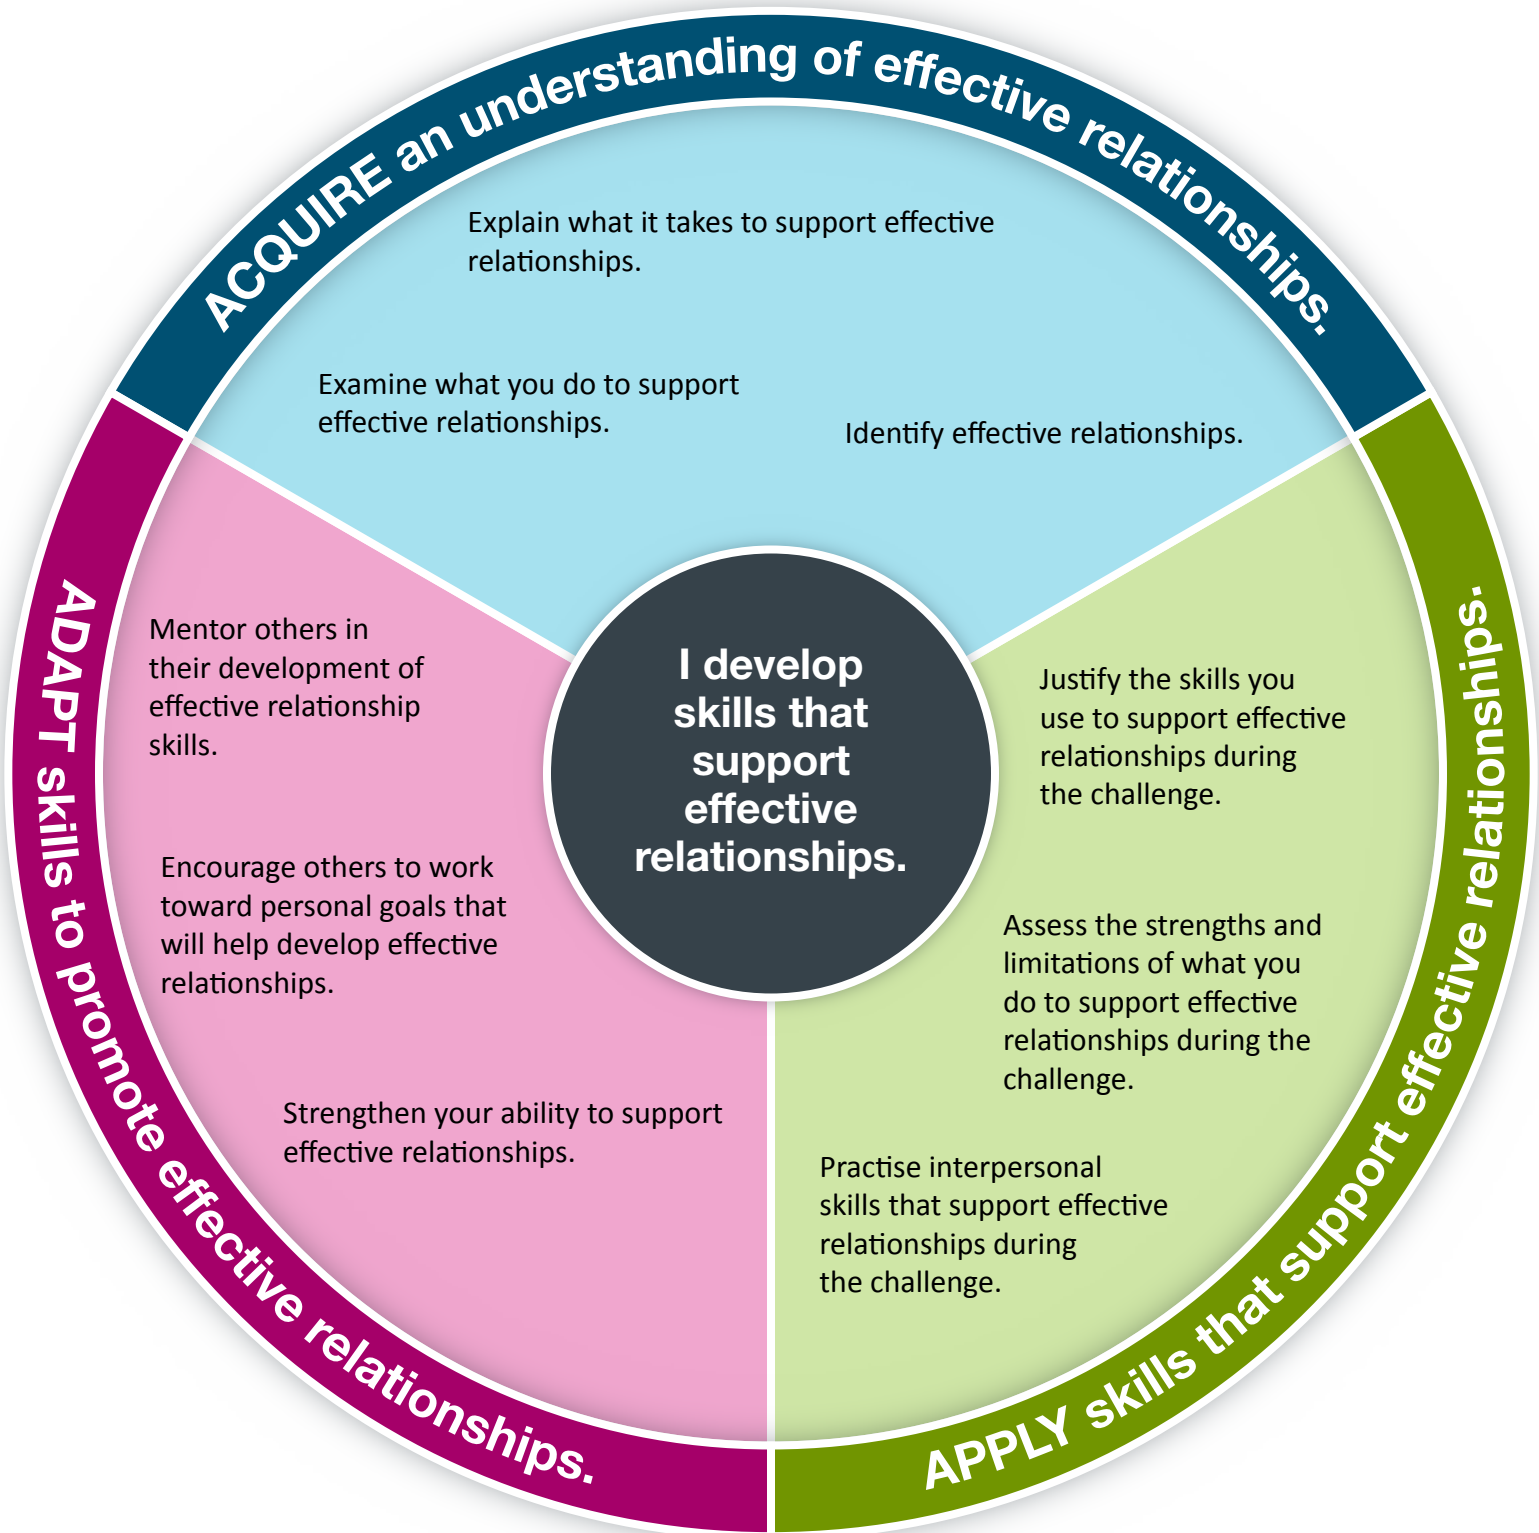 ACQUIRE an understanding of effective relationships.
Explain what it takes to support effective
relationships.
Examine what you do to support
effective relationships.
Identify effective relationships.
I develop
skills that
support
effective
relationships.
APPLY skills that support effective relationships.
Justify the skills you
use to support effective
relationships during
the challenge.
Assess the strengths and
limitations of what you
do to support effective
relationships during the
challenge.
Practise interpersonal
skills that support effective
relationships during
the challenge.
ADAPT skills to promote effective relationships.
Mentor others in
their development of
effective relationship
skills.
Encourage others to work
toward personal goals that
will help develop effective
relationships.
Strengthen your ability to support
effective relationships.